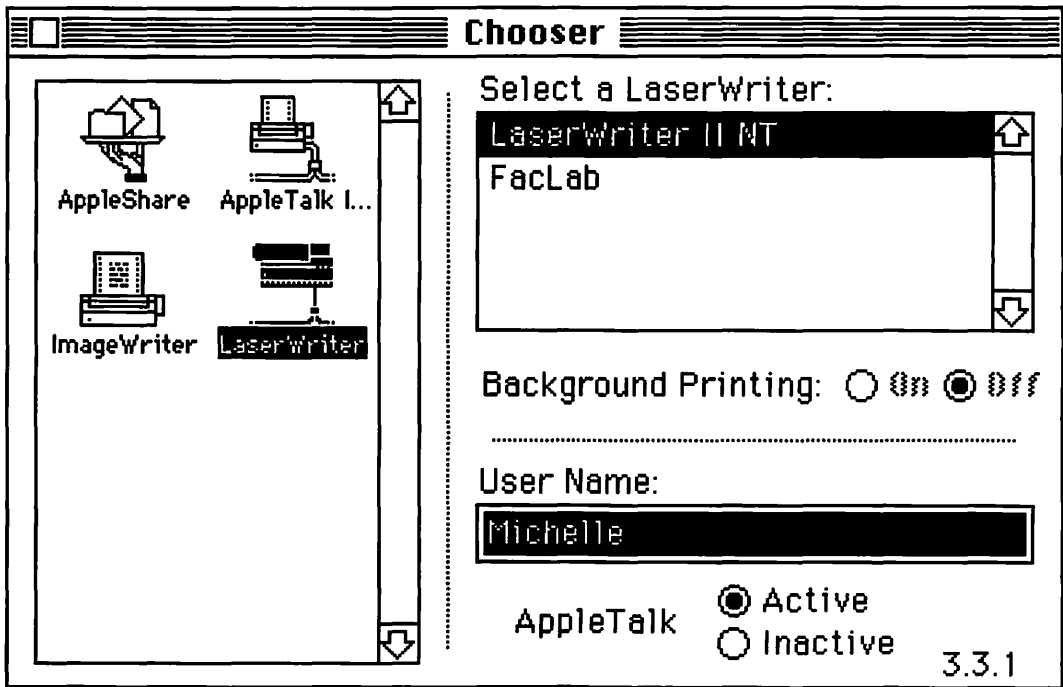 Chooser
AppleShare
AppleTalk I...
ImageWriter
LaserWriter
Select a LaserWriter:
LaserWriter II NT
FacLab
Background Printing: On Off
User Name:
Michelle
AppleTalk
Active
Inactive
3.3.1